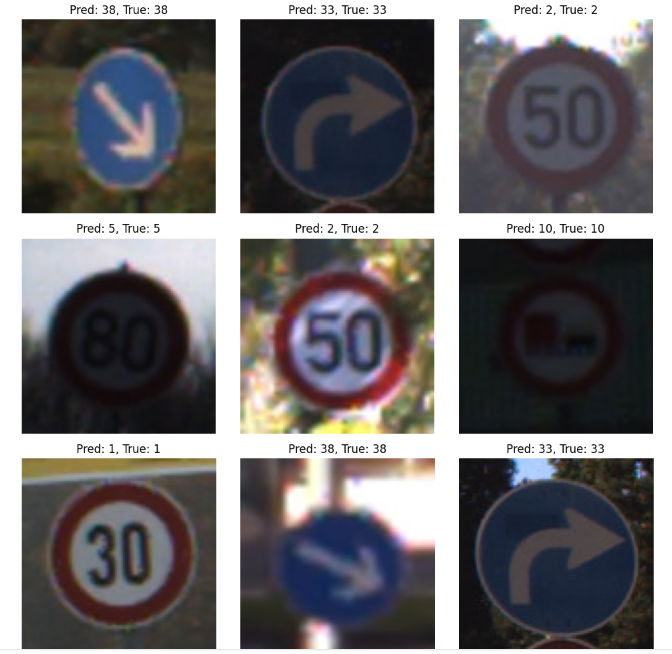 Pred: 38, True: 38
Pred: 33, True: 33
Pred: 2, True: 2
50
Pred: 5, True: 5
Pred: 2, True: 2
Pred: 10, True: 10
80
50
Pred: 1, True: 1
Pred: 38, True: 38
Pred: 33, True: 33
30